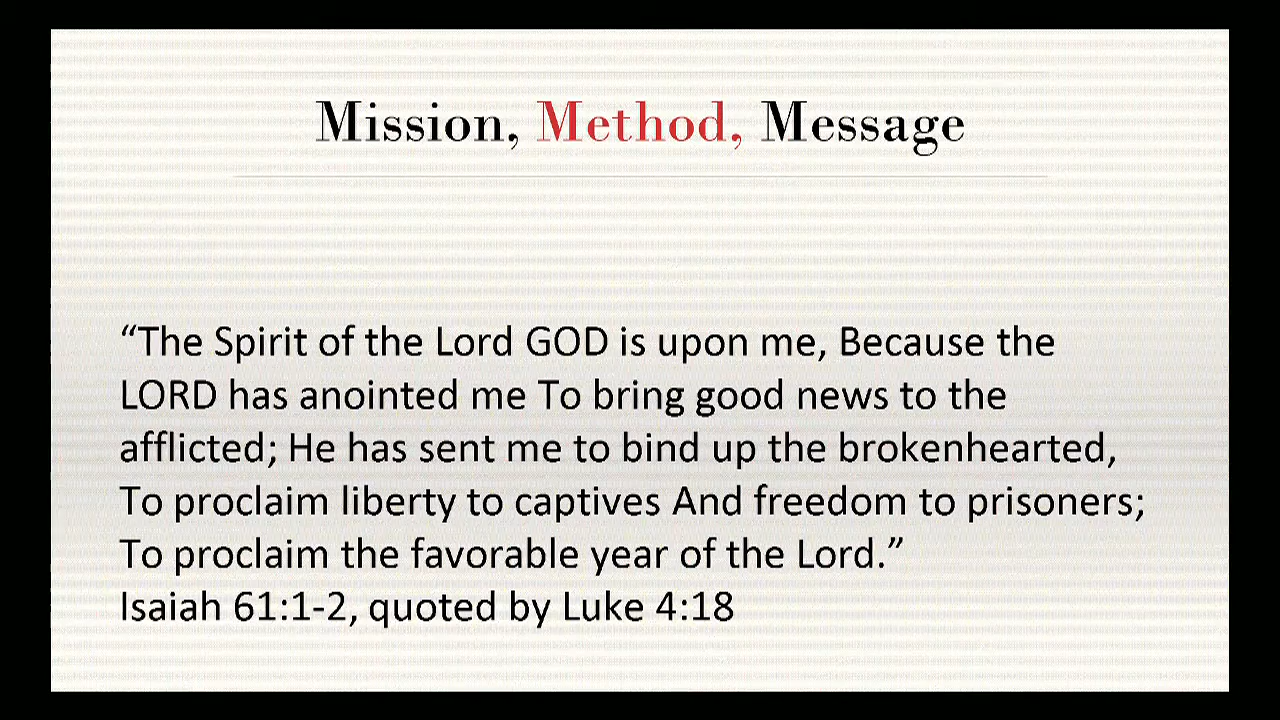 Mission, Method, Message
“The Spirit of the Lord GOD is upon me, Because the
LORD has anointed me To bring good news to the
afflicted; He has sent me to bind up the brokenhearted,
To proclaim liberty to captives And freedom to prisoners;
To proclaim the favorable year of the Lord.”
Isaiah 61:1-2, quoted by Luke 4:18